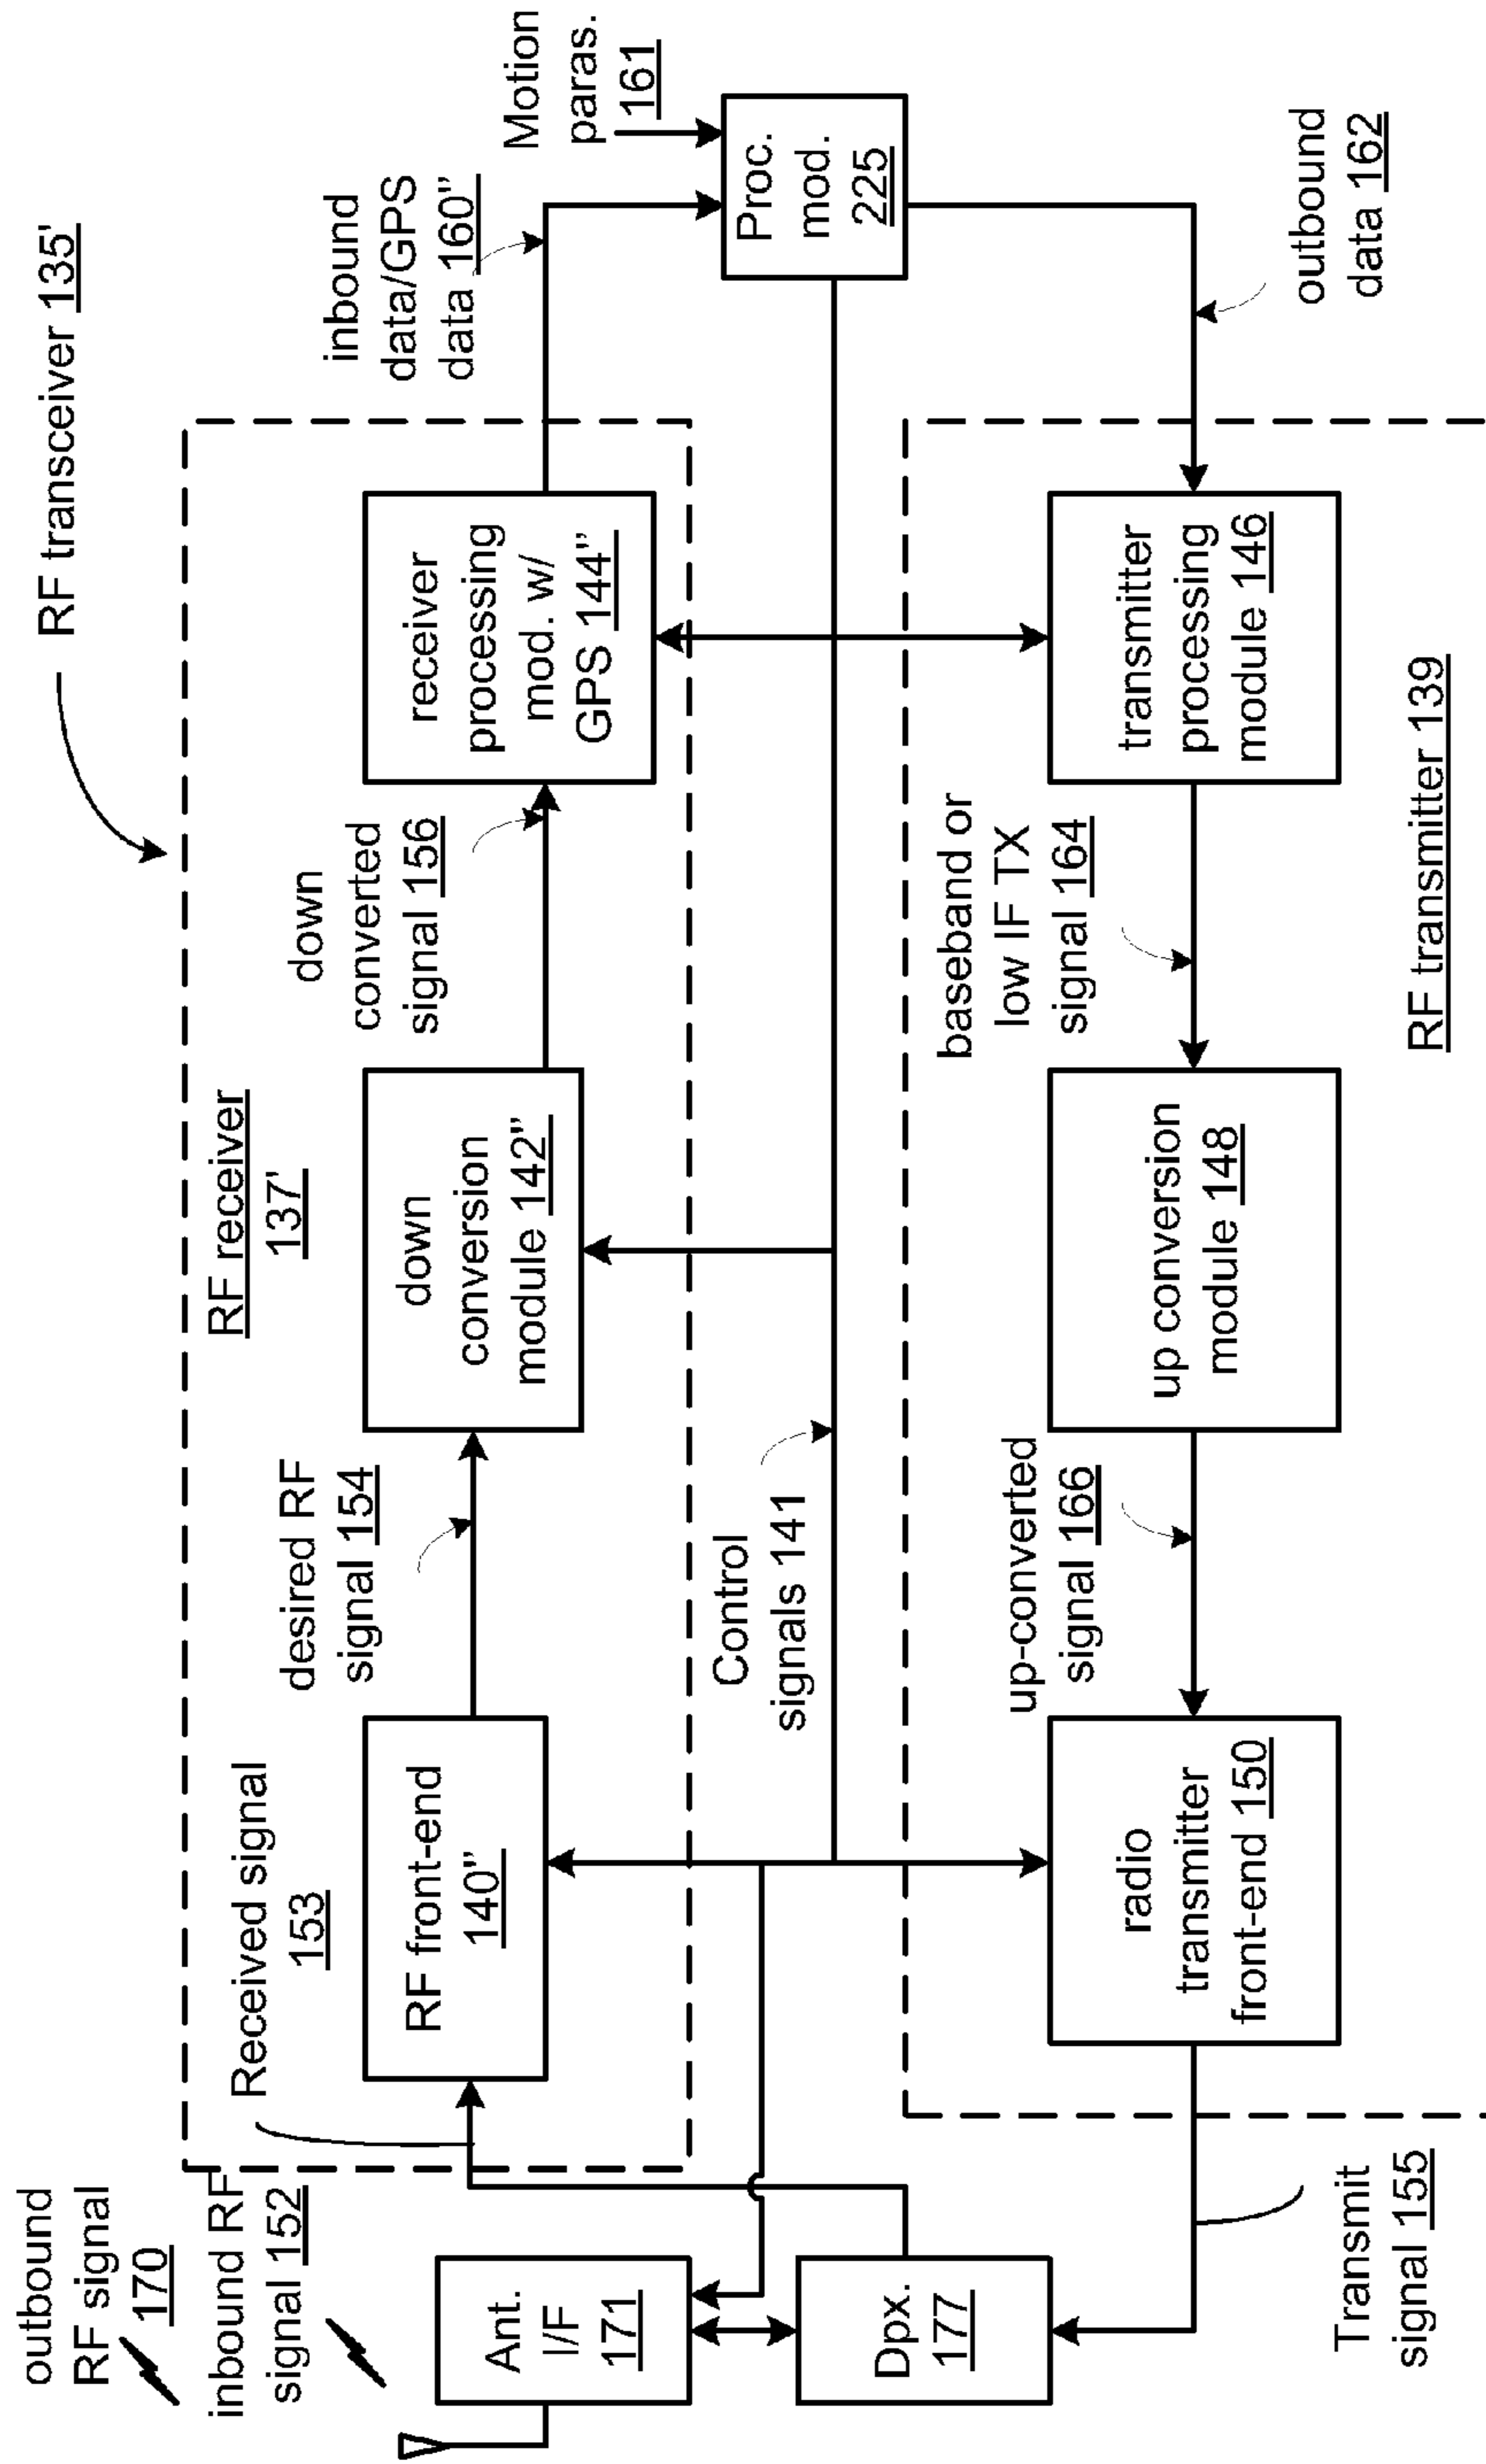 RF transceiver 135'
outbound
RF signal
170
inbound RF
signal 152
Received signal
153
desired RF
signal 154
RF receiver
137'
down
converted
signal 156
inbound
data/GPS
data 160"
Motion
paras.
161
Ant.
I/F
171
RF front-end
140"
down
conversion
module 142"
receiver
processing
mod. w/
GPS 144"
Proc.
mod.
225
Control
signals 141
Dpx.
177
up-converted
signal 166
baseband or
low IF TX
signal 164
radio
transmitter
front-end 150
up conversion
module 148
transmitter
processing
module 146
outbound
data 162
Transmit
signal 155
RF transmitter 139